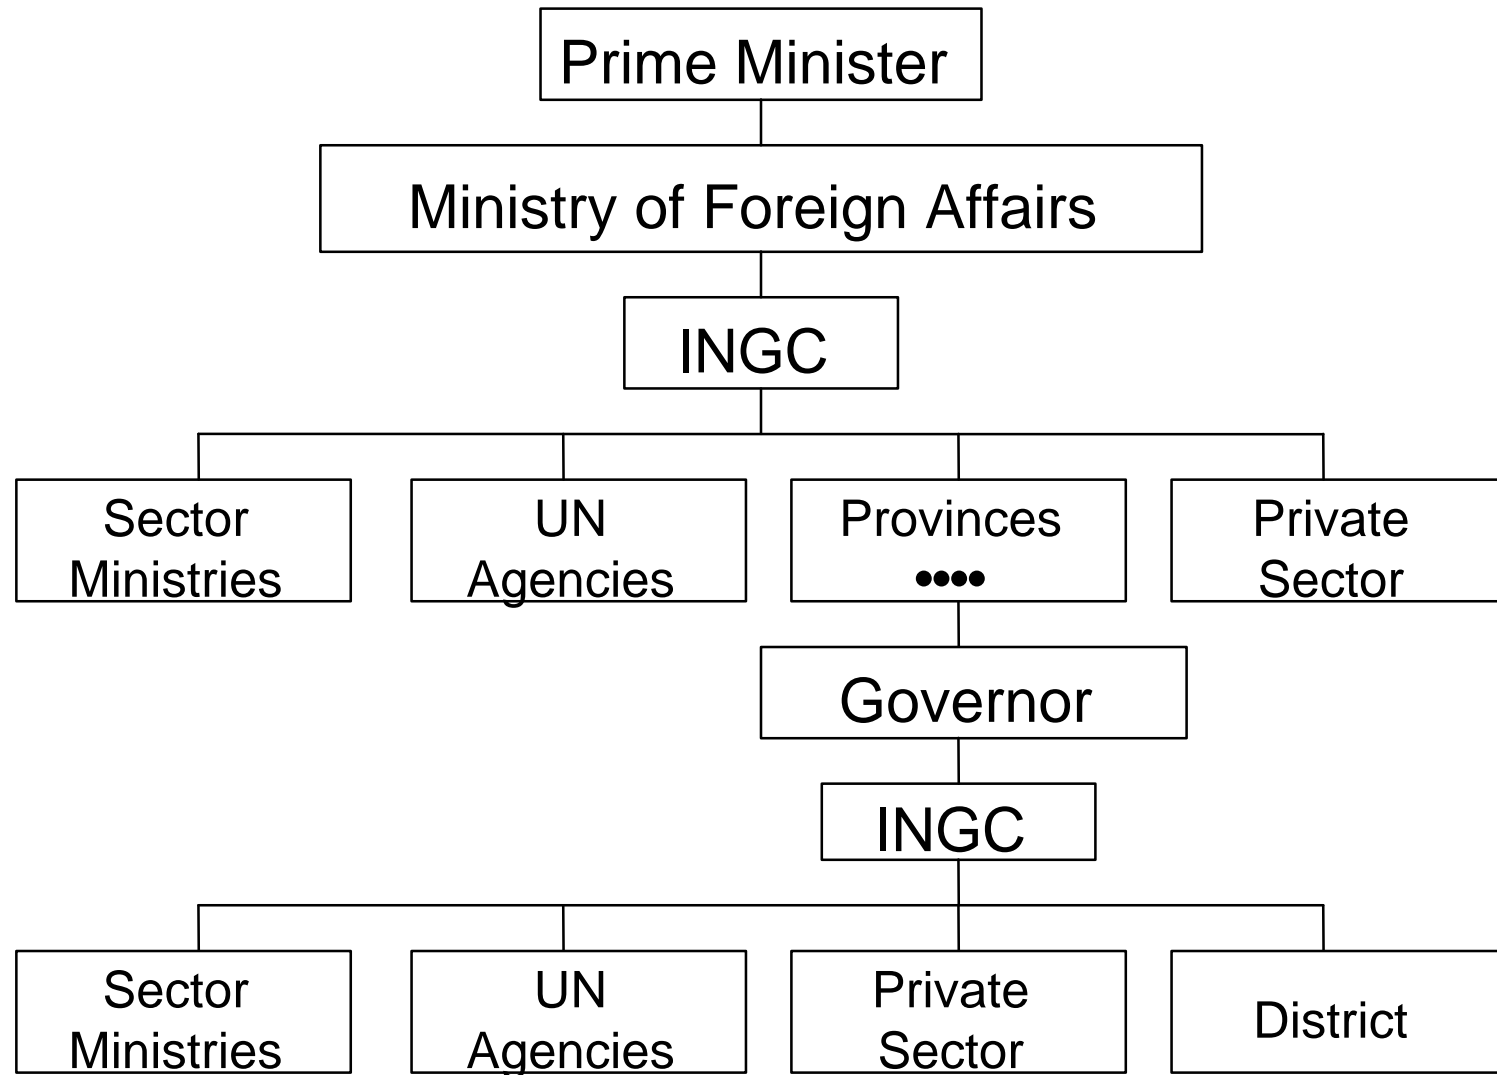 Prime Minister
Ministry of Foreign Affairs
INGC
Sector
Ministries
UN
Agencies
Provinces
••••
Private
Sector
Governor
INGC
Sector
Ministries
UN
Agencies
Private
Sector
District